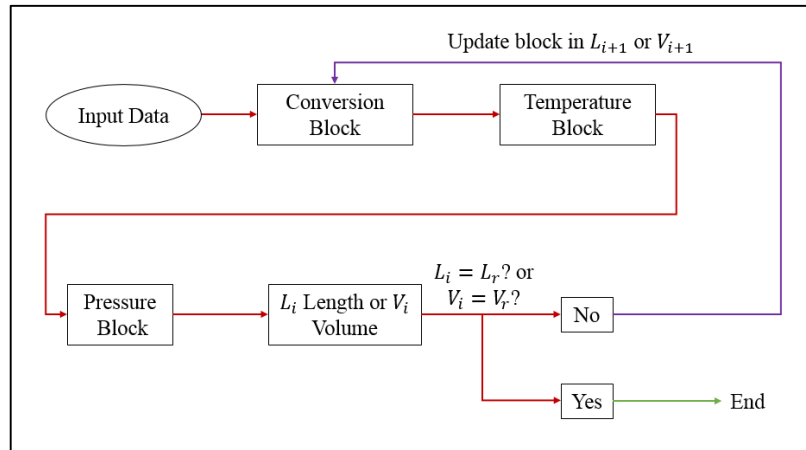 Update block in L_{i+1} or V_{i+1}
Input Data
Conversion
Block
Temperature
Block
Pressure
Block
L_i Length or V_i
Volume
L_i = L_r? or
V_i = V_r?
No
Yes
End